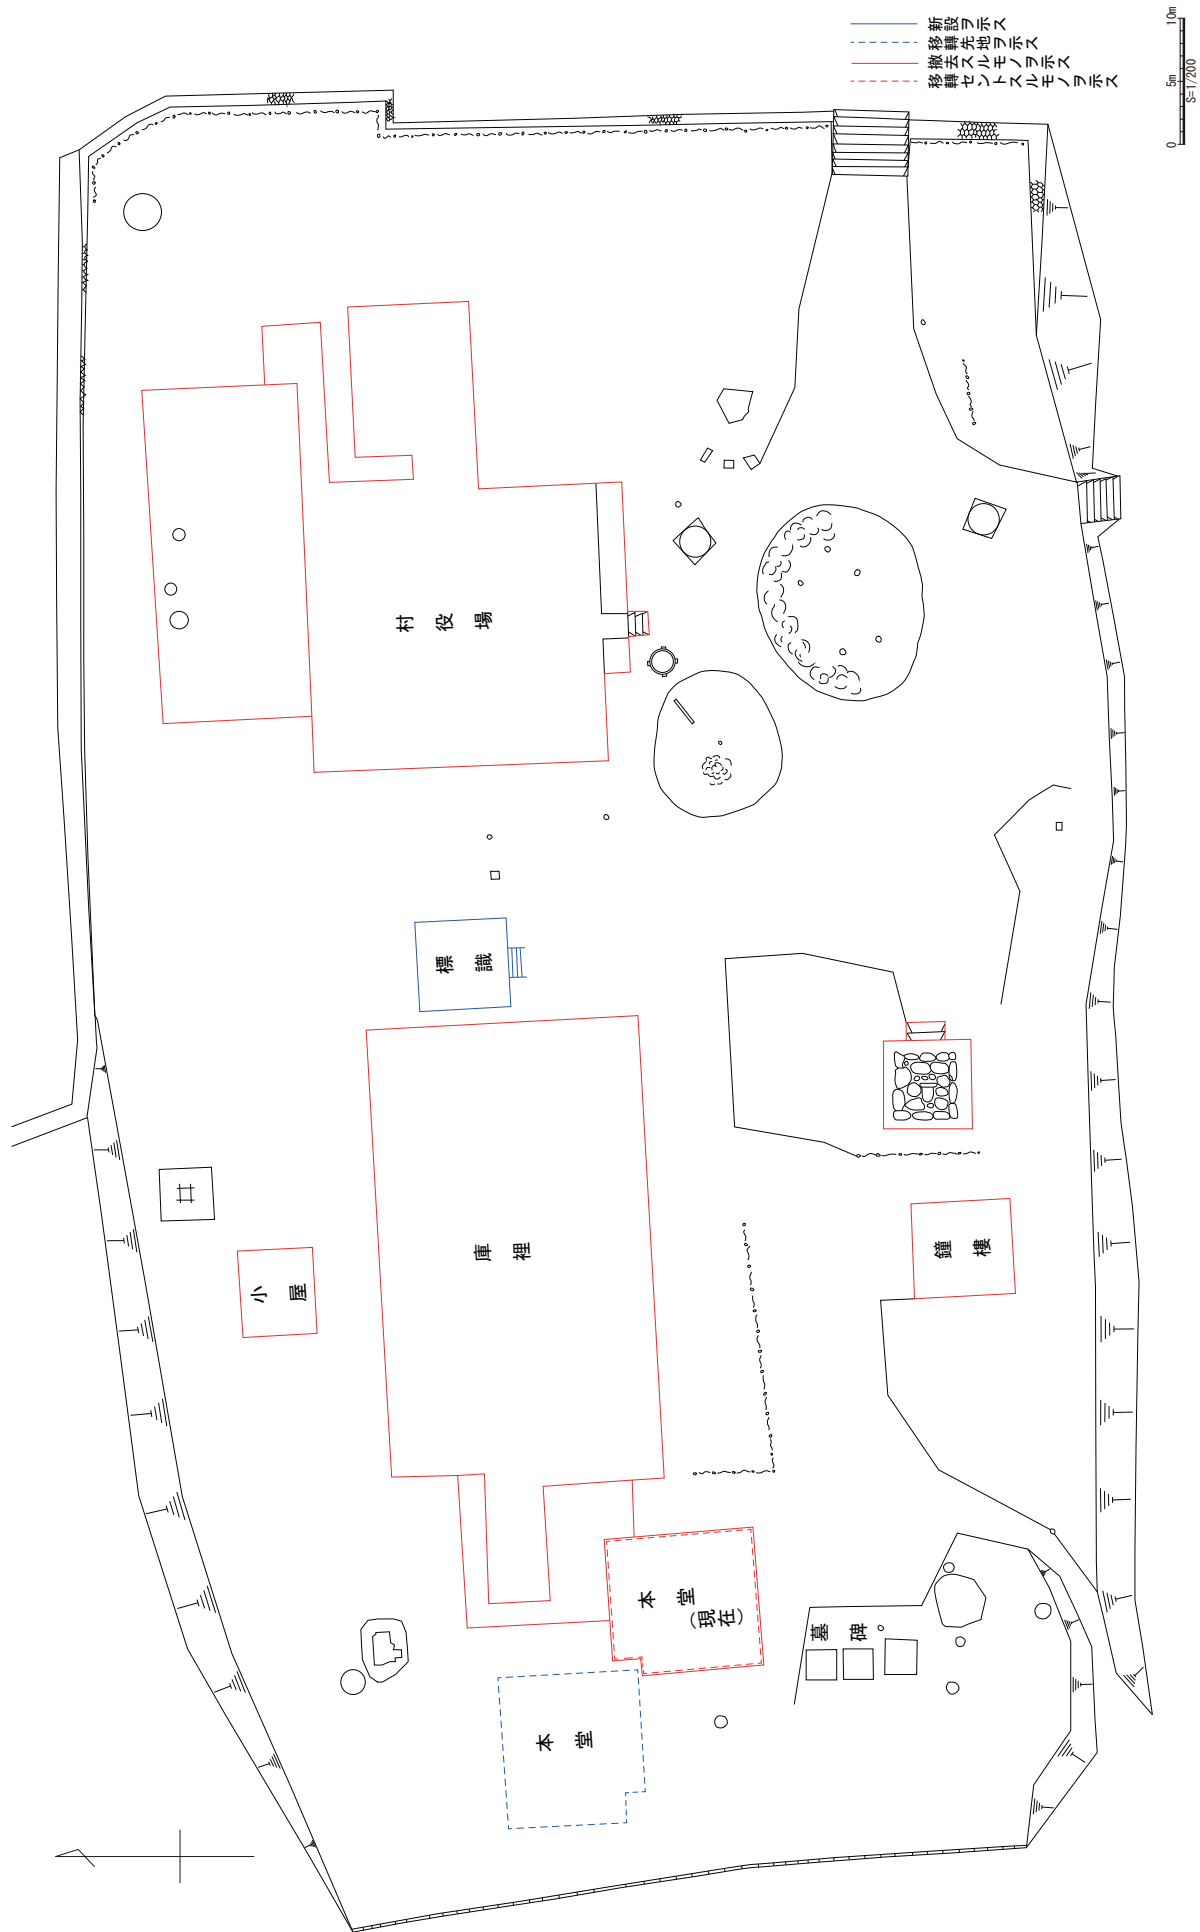 新設ヲ示ス
移轉先地ヲ示ス
撤去スルモノヲ示ス
移轉セントスルモノヲ示ス
0 5m 10m
S=1/200
村役場
標識
庫裡
小屋
鐘樓
本堂
(現在)
墓碑
本堂